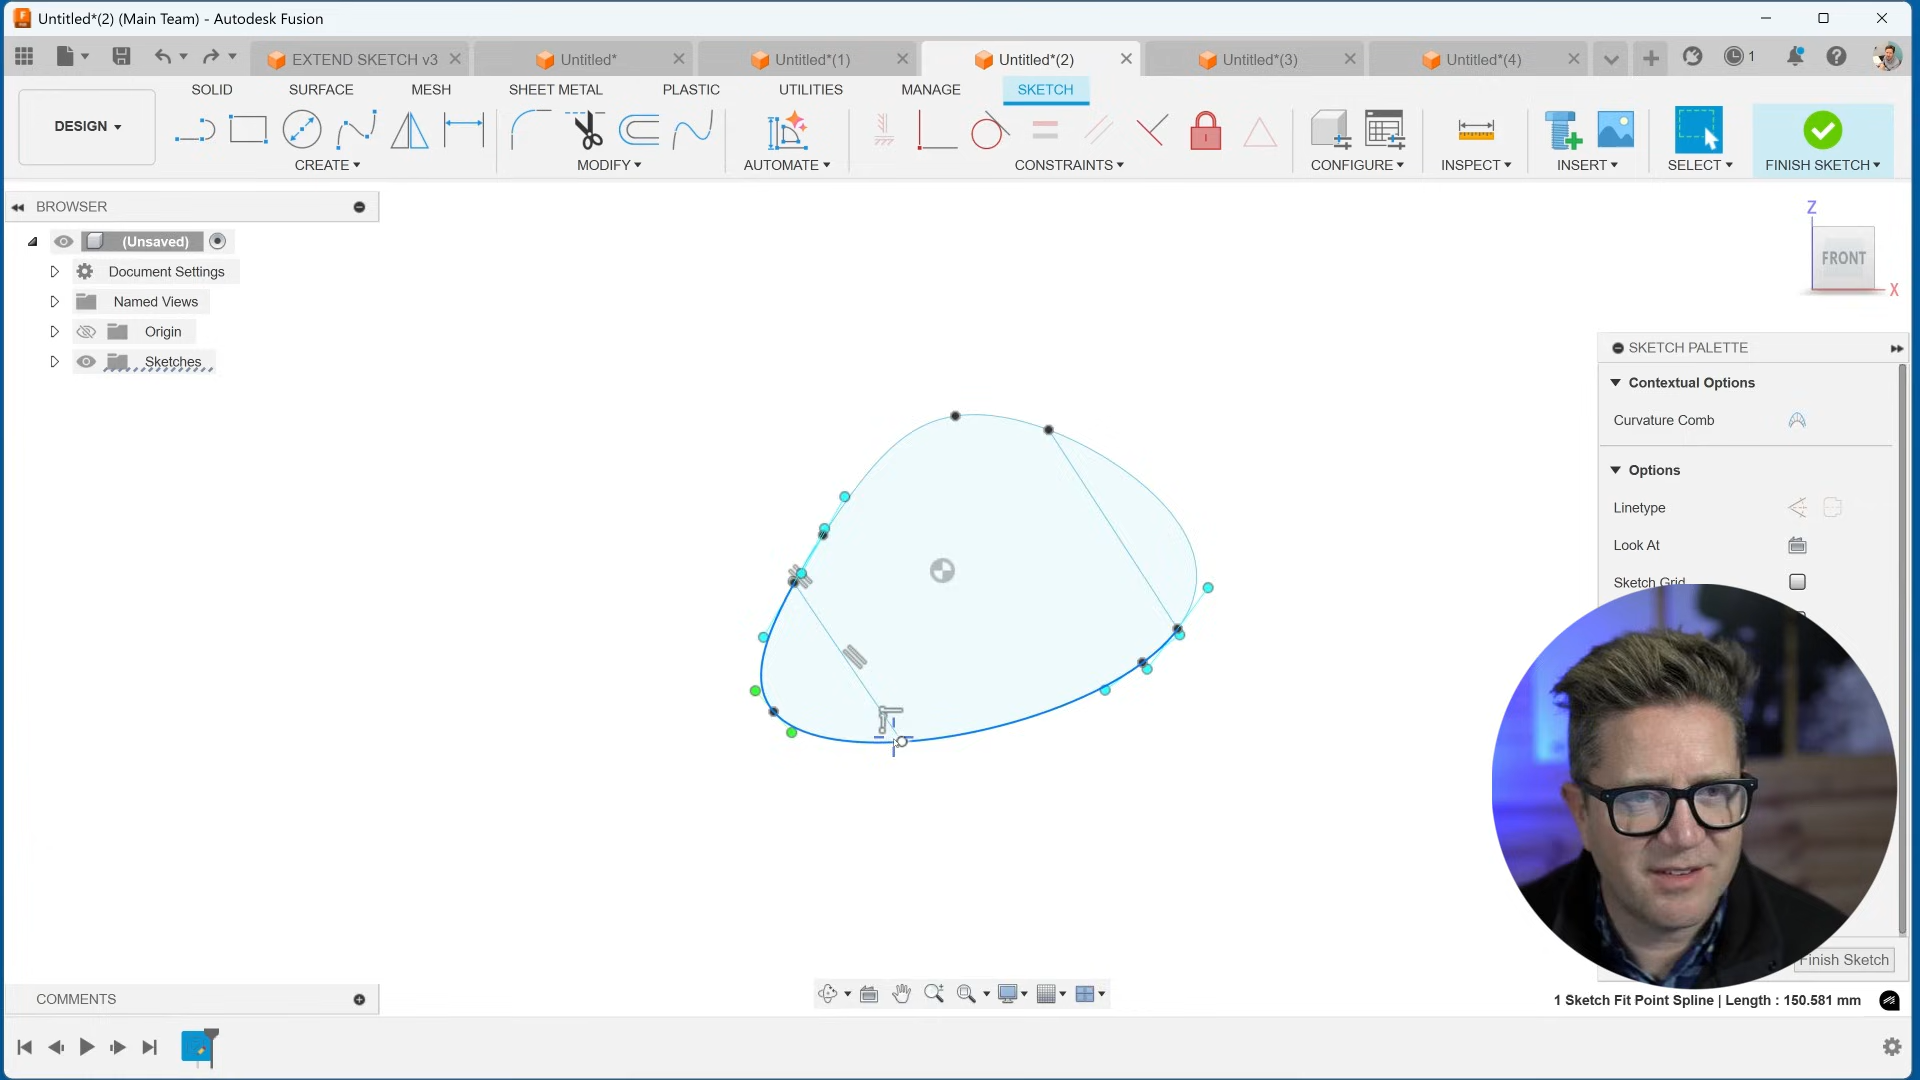 Untitled*(2) (Main Team) - Autodesk Fusion
EXTEND SKETCH v3
Untitled*
Untitled*(1)
Untitled*(2)
Untitled*(3)
Untitled*(4)
1
SOLID
SURFACE
MESH
SHEET METAL
PLASTIC
UTILITIES
MANAGE
SKETCH
DESIGN
CREATE
MODIFY
AUTOMATE
CONSTRAINTS
CONFIGURE
INSPECT
INSERT
SELECT
FINISH SKETCH
BROWSER
(Unsaved)
Document Settings
Named Views
Origin
Sketches
Z
FRONT
X
SKETCH PALETTE
Contextual Options
Curvature Comb
Options
Linetype
Look At
Sketch Grid
Finish Sketch
COMMENTS
1 Sketch Fit Point Spline | Length : 150.581 mm